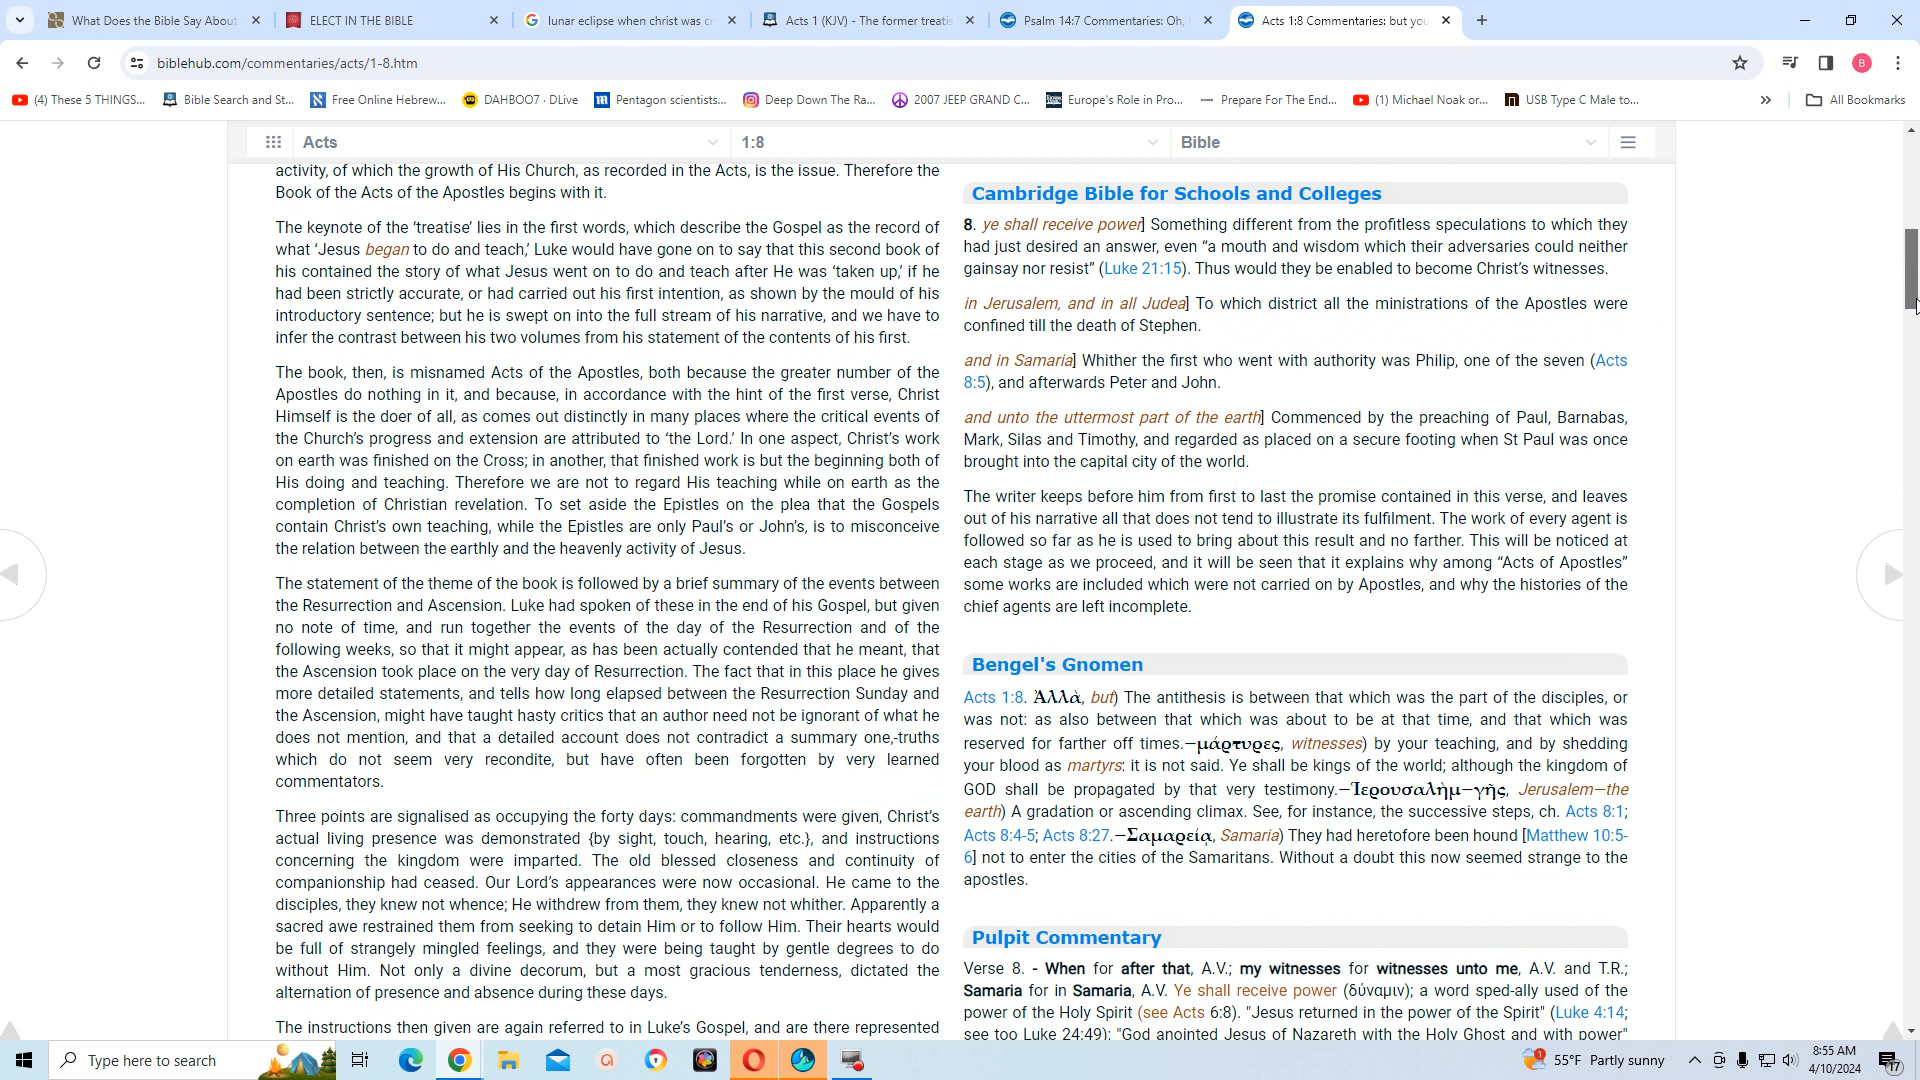 What Does the Bible Say About
ELECT IN THE BIBLE
lunar eclipse when christ was cr
Acts 1 (KJV) - The former treatis
Psalm 14:7 Commentaries: Oh,
Acts 1:8 Commentaries: but you
biblehub.com/commentaries/acts/1-8.htm
B
(4) These 5 THINGS...
Bible Search and St...
Free Online Hebrew...
DAHBOO7 · DLive
Pentagon scientists...
Deep Down The Ra...
2007 JEEP GRAND C...
Europe's Role in Pro...
Prepare For The End...
(1) Michael Noak or...
USB Type C Male to...
All Bookmarks
Acts
1:8
Bible
activity, of which the growth of His Church, as recorded in the Acts, is the issue. Therefore the
Book of the Acts of the Apostles begins with it.
The keynote of the ‘treatise’ lies in the first words, which describe the Gospel as the record of
what ‘Jesus began to do and teach,’ Luke would have gone on to say that this second book of
his contained the story of what Jesus went on to do and teach after He was ‘taken up,’ if he
had been strictly accurate, or had carried out his first intention, as shown by the mould of his
introductory sentence; but he is swept on into the full stream of his narrative, and we have to
infer the contrast between his two volumes from his statement of the contents of his first.
The book, then, is misnamed Acts of the Apostles, both because the greater number of the
Apostles do nothing in it, and because, in accordance with the hint of the first verse, Christ
Himself is the doer of all, as comes out distinctly in many places where the critical events of
the Church’s progress and extension are attributed to ‘the Lord.’ In one aspect, Christ’s work
on earth was finished on the Cross; in another, that finished work is but the beginning both of
His doing and teaching. Therefore we are not to regard His teaching while on earth as the
completion of Christian revelation. To set aside the Epistles on the plea that the Gospels
contain Christ’s own teaching, while the Epistles are only Paul’s or John’s, is to misconceive
the relation between the earthly and the heavenly activity of Jesus.
The statement of the theme of the book is followed by a brief summary of the events between
the Resurrection and Ascension. Luke had spoken of these in the end of his Gospel, but given
no note of time, and run together the events of the day of the Resurrection and of the
following weeks, so that it might appear, as has been actually contended that he meant, that
the Ascension took place on the very day of Resurrection. The fact that in this place he gives
more detailed statements, and tells how long elapsed between the Resurrection Sunday and
the Ascension, might have taught hasty critics that an author need not be ignorant of what he
does not mention, and that a detailed account does not contradict a summary one,-truths
which do not seem very recondite, but have often been forgotten by very learned
commentators.
Three points are signalised as occupying the forty days: commandments were given, Christ’s
actual living presence was demonstrated {by sight, touch, hearing, etc.}, and instructions
concerning the kingdom were imparted. The old blessed closeness and continuity of
companionship had ceased. Our Lord’s appearances were now occasional. He came to the
disciples, they knew not whence; He withdrew from them, they knew not whither. Apparently a
sacred awe restrained them from seeking to detain Him or to follow Him. Their hearts would
be full of strangely mingled feelings, and they were being taught by gentle degrees to do
without Him. Not only a divine decorum, but a most gracious tenderness, dictated the
alternation of presence and absence during these days.
The instructions then given are again referred to in Luke’s Gospel, and are there represented
Cambridge Bible for Schools and Colleges
8. ye shall receive power] Something different from the profitless speculations to which they
had just desired an answer, even “a mouth and wisdom which their adversaries could neither
gainsay nor resist” (Luke 21:15). Thus would they be enabled to become Christ’s witnesses.
in Jerusalem, and in all Judea] To which district all the ministrations of the Apostles were
confined till the death of Stephen.
and in Samaria] Whither the first who went with authority was Philip, one of the seven (Acts
8:5), and afterwards Peter and John.
and unto the uttermost part of the earth] Commenced by the preaching of Paul, Barnabas,
Mark, Silas and Timothy, and regarded as placed on a secure footing when St Paul was once
brought into the capital city of the world.
The writer keeps before him from first to last the promise contained in this verse, and leaves
out of his narrative all that does not tend to illustrate its fulfilment. The work of every agent is
followed so far as he is used to bring about this result and no farther. This will be noticed at
each stage as we proceed, and it will be seen that it explains why among “Acts of Apostles”
some works are included which were not carried on by Apostles, and why the histories of the
chief agents are left incomplete.
Bengel's Gnomen
Acts 1:8. Ἀλλὰ, but) The antithesis is between that which was the part of the disciples, or
was not: as also between that which was about to be at that time, and that which was
reserved for farther off times.—μάρτυρες, witnesses) by your teaching, and by shedding
your blood as martyrs: it is not said. Ye shall be kings of the world; although the kingdom of
GOD shall be propagated by that very testimony.—Ἱερουσαλὴμ—γῆς, Jerusalem—the
earth) A gradation or ascending climax. See, for instance, the successive steps, ch. Acts 8:1;
Acts 8:4-5; Acts 8:27.—Σαμαρείᾳ, Samaria) They had heretofore been hound [Matthew 10:5-
6] not to enter the cities of the Samaritans. Without a doubt this now seemed strange to the
apostles.
Pulpit Commentary
Verse 8. - When for after that, A.V.; my witnesses for witnesses unto me, A.V. and T.R.;
Samaria for in Samaria, A.V. Ye shall receive power (δύναμιν); a word sped-ally used of the
power of the Holy Spirit (see Acts 6:8). "Jesus returned in the power of the Spirit" (Luke 4:14;
see too Luke 24:49); "God anointed Jesus of Nazareth with the Holy Ghost and with power"
Type here to search
55°F Partly sunny
8:55 AM
4/10/2024
17